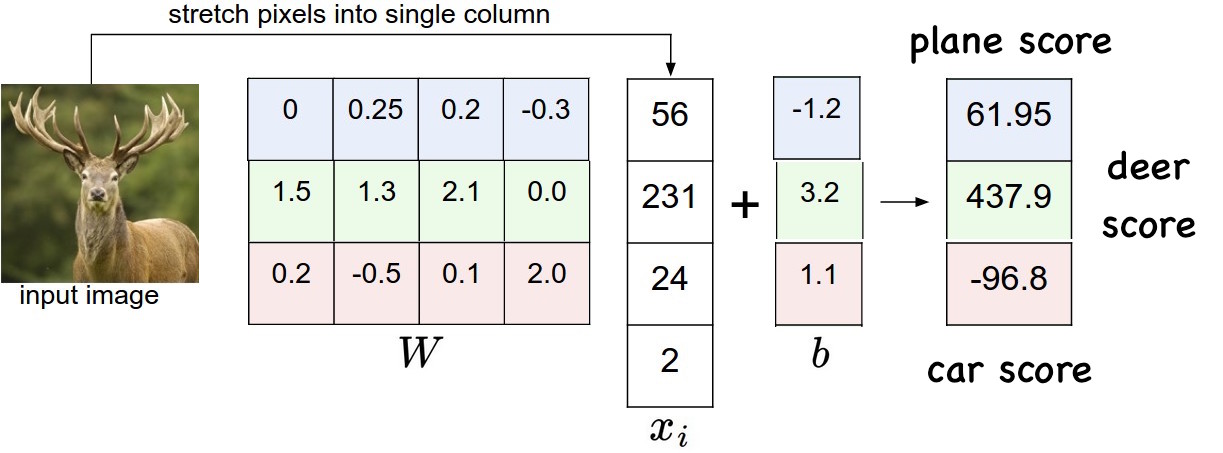 stretch pixels into single column
plane score
0 0.25 0.2 -0.3 56 -1.2 61.95
1.5 1.3 2.1 0.0 231 + 3.2 437.9 deer score
0.2 -0.5 0.1 2.0 24 1.1 -96.8
input image
2
W b car score
x_i